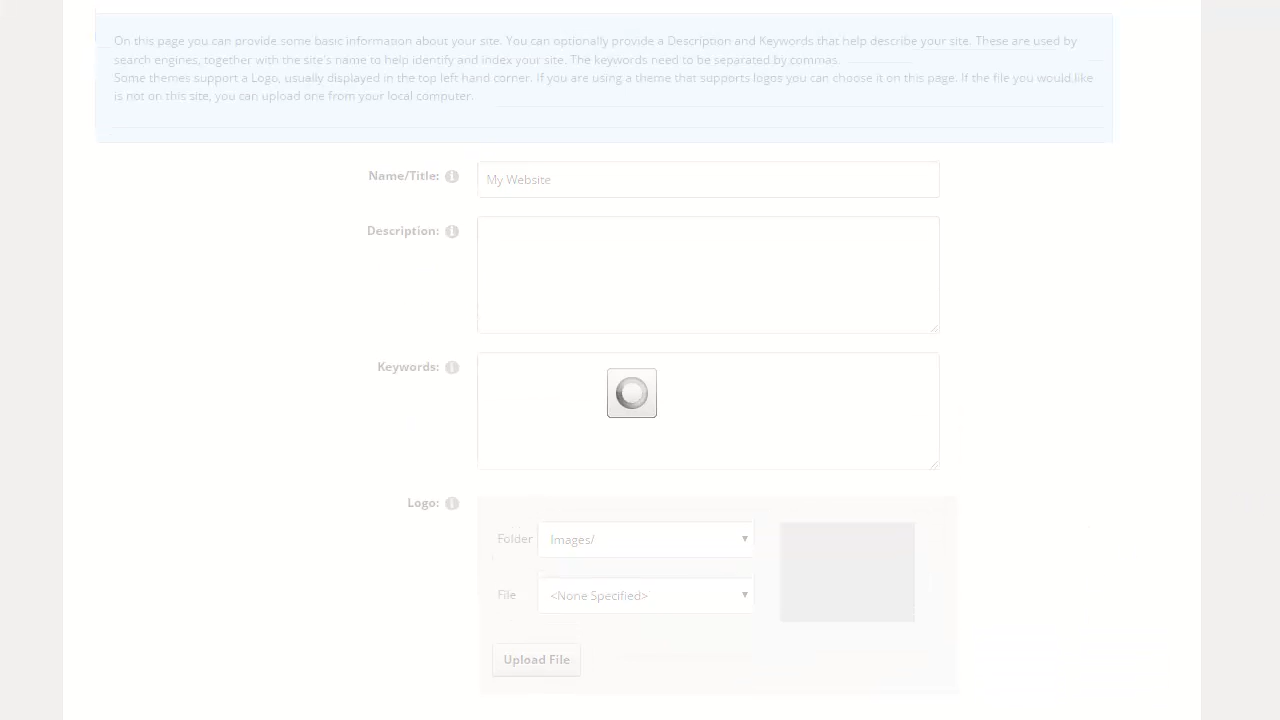 On this page you can provide some basic information about your site. You can optionally provide a Description and Keywords that help describe your site. These are used by
search engines, together with the site's name to help identify and index your site. The keywords need to be separated by commas.
Some themes support a Logo, usually displayed in the top left hand corner. If you are using a theme that supports logos you can choose it on this page. If the file you would like
is not on this site, you can upload one from your local computer.
Name/Title:
My Website
Description:
Keywords:
Logo:
Folder
Images/
File
<None Specified>
Upload File